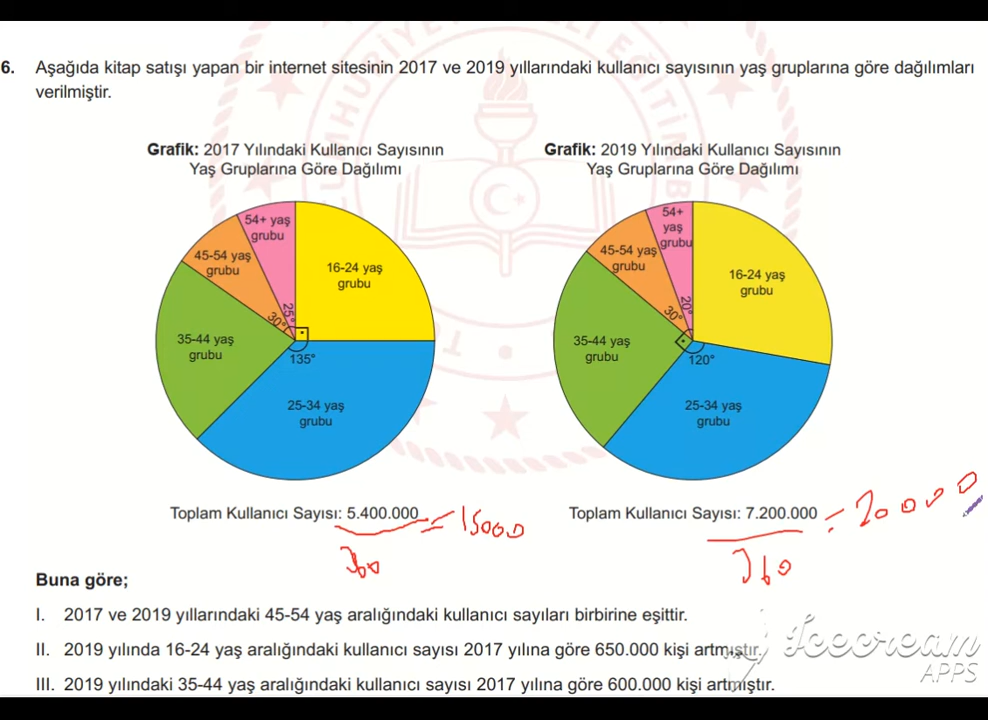 6. Aşağıda kitap satışı yapan bir internet sitesinin 2017 ve 2019 yıllarındaki kullanıcı sayısının yaş gruplarına göre dağılımları
verilmiştir.
Grafik: 2017 Yılındaki Kullanıcı Sayısının
Yaş Gruplarına Göre Dağılımı
54+ yaş
grubu
45-54 yaş
grubu
16-24 yaş
grubu
25°
30°
35-44 yaş
grubu
135°
25-34 yaş
grubu
Toplam Kullanıcı Sayısı: 5.400.000
= 15000
360
Grafik: 2019 Yılındaki Kullanıcı Sayısının
Yaş Gruplarına Göre Dağılımı
54+
yaş
grubu
45-54 yaş
grubu
16-24 yaş
grubu
20°
30°
35-44 yaş
grubu
120°
25-34 yaş
grubu
Toplam Kullanıcı Sayısı: 7.200.000
= 20000
360
Buna göre;
I. 2017 ve 2019 yıllarındaki 45-54 yaş aralığındaki kullanıcı sayıları birbirine eşittir.
II. 2019 yılında 16-24 yaş aralığındaki kullanıcı sayısı 2017 yılına göre 650.000 kişi artmıştır.
III. 2019 yılındaki 35-44 yaş aralığındaki kullanıcı sayısı 2017 yılına göre 600.000 kişi artmıştır.
Icecream
APPS